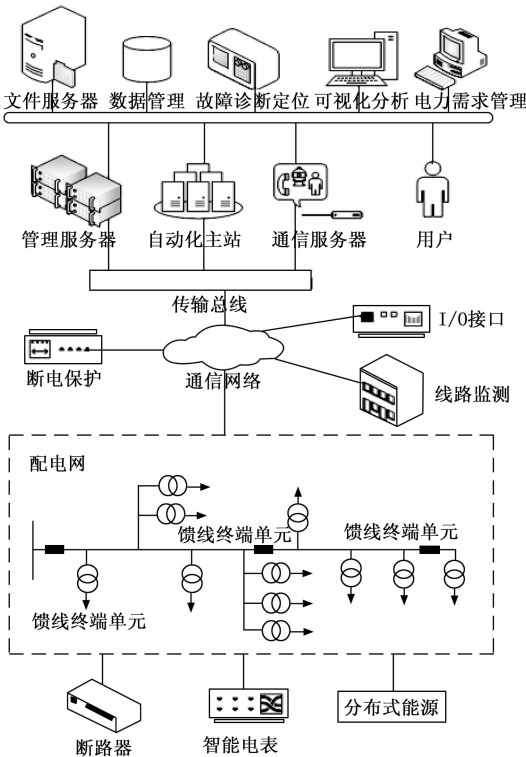 文件服务器 数据管理 故障诊断定位 可视化分析 电力需求管理
管理服务器 自动化主站 通信服务器 用户
传输总线
I/O接口
断电保护 通信网络
线路监测
配电网
馈线终端单元 馈线终端单元
馈线终端单元
断路器 智能电表 分布式能源